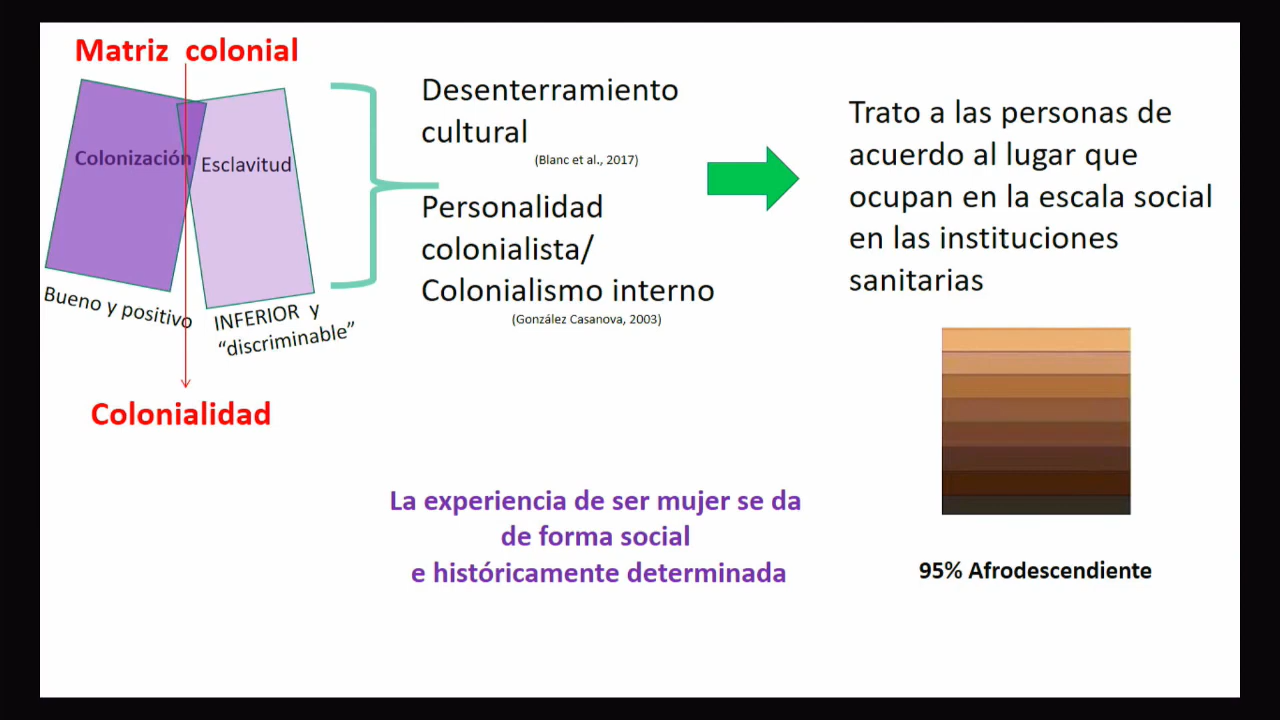 Matriz colonial
Colonización
Esclavitud
Bueno y positivo
INFERIOR y
“discriminable”
Colonialidad
Desenterramiento
cultural
(Blanc et al., 2017)
Personalidad
colonialista/
Colonialismo interno
(González Casanova, 2003)
Trato a las personas de
acuerdo al lugar que
ocupan en la escala social
en las instituciones
sanitarias
La experiencia de ser mujer se da
de forma social
e históricamente determinada
95% Afrodescendiente